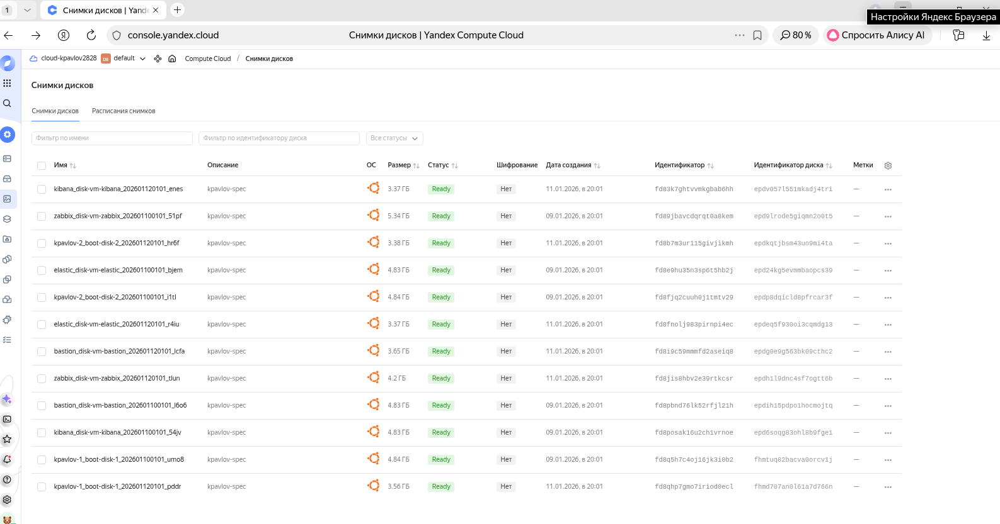 1
Снимки дисков | Yande
Настройки Яндекс Браузера
console.yandex.cloud
Снимки дисков | Yandex Compute Cloud
80 %
Спросить Алису AI
cloud-kpavlov2828 DE default Compute Cloud / Снимки дисков
Снимки дисков
Снимки дисков Расписания снимков
Фильтр по имени Фильтр по идентификатору диска Все статусы
Имя Описание ОС Размер Статус Шифрование Дата создания Идентификатор Идентификатор диска Метки
kibana_disk-vm-kibana_202601120101_enes kpavlov-spec 3.37 ГБ Ready Нет 11.01.2026, в 20:01 fd83k7ghtvvmkgbab6hh epdv057l551mkadj4tri —
zabbix_disk-vm-zabbix_202601100101_51pf kpavlov-spec 5.34 ГБ Ready Нет 09.01.2026, в 20:01 fd89jbavcdqrqt0a8kem epd9lrode5giqmn2o0t5 —
kpavlov-2_boot-disk-2_202601120101_hr6f kpavlov-spec 3.38 ГБ Ready Нет 11.01.2026, в 20:01 fd8b7m3ur115givjikmh epdkqtjbsm43uo9mi4ta —
elastic_disk-vm-elastic_202601100101_bjem kpavlov-spec 4.83 ГБ Ready Нет 09.01.2026, в 20:01 fd8e9hu35n3sp6t5hb2j epd24kg5evmmbaopcs39 —
kpavlov-2_boot-disk-2_202601100101_i1tl kpavlov-spec 4.84 ГБ Ready Нет 09.01.2026, в 20:01 fd8fjq2cuuh0j1tmtv29 epdp8dqicld8pfrcar3f —
elastic_disk-vm-elastic_202601120101_r4iu kpavlov-spec 3.37 ГБ Ready Нет 11.01.2026, в 20:01 fd8fnolj983pirnpi4ec epdeq5f930oi3cqmdg13 —
bastion_disk-vm-bastion_202601120101_lcfa kpavlov-spec 3.65 ГБ Ready Нет 11.01.2026, в 20:01 fd8i9c59mmmfd2aseiq8 epdg0e9g563bk09cthc2 —
zabbix_disk-vm-zabbix_202601120101_tlun kpavlov-spec 4.2 ГБ Ready Нет 11.01.2026, в 20:01 fd8jis8hbv2e39rtkcsr epdh1l9dnc4sf7ogtt6b —
bastion_disk-vm-bastion_202601100101_l6o6 kpavlov-spec 4.83 ГБ Ready Нет 09.01.2026, в 20:01 fd8pbnd76lk52rfjl21h epdih15pdpo1hocmojtq —
kibana_disk-vm-kibana_202601100101_54jv kpavlov-spec 4.83 ГБ Ready Нет 09.01.2026, в 20:01 fd8posak16u2ch1vrnoe epd6soqg83ohl8b9fge1 —
kpavlov-1_boot-disk-1_202601100101_umo8 kpavlov-spec 4.84 ГБ Ready Нет 09.01.2026, в 20:01 fd8q5h7c4oj16jk3i0b2 fhmtuq82bacva0orcv1j —
kpavlov-1_boot-disk-1_202601120101_pddr kpavlov-spec 3.56 ГБ Ready Нет 11.01.2026, в 20:01 fd8qhp7gmo7iriod0ecl fhmd707an0l61a7d766n —